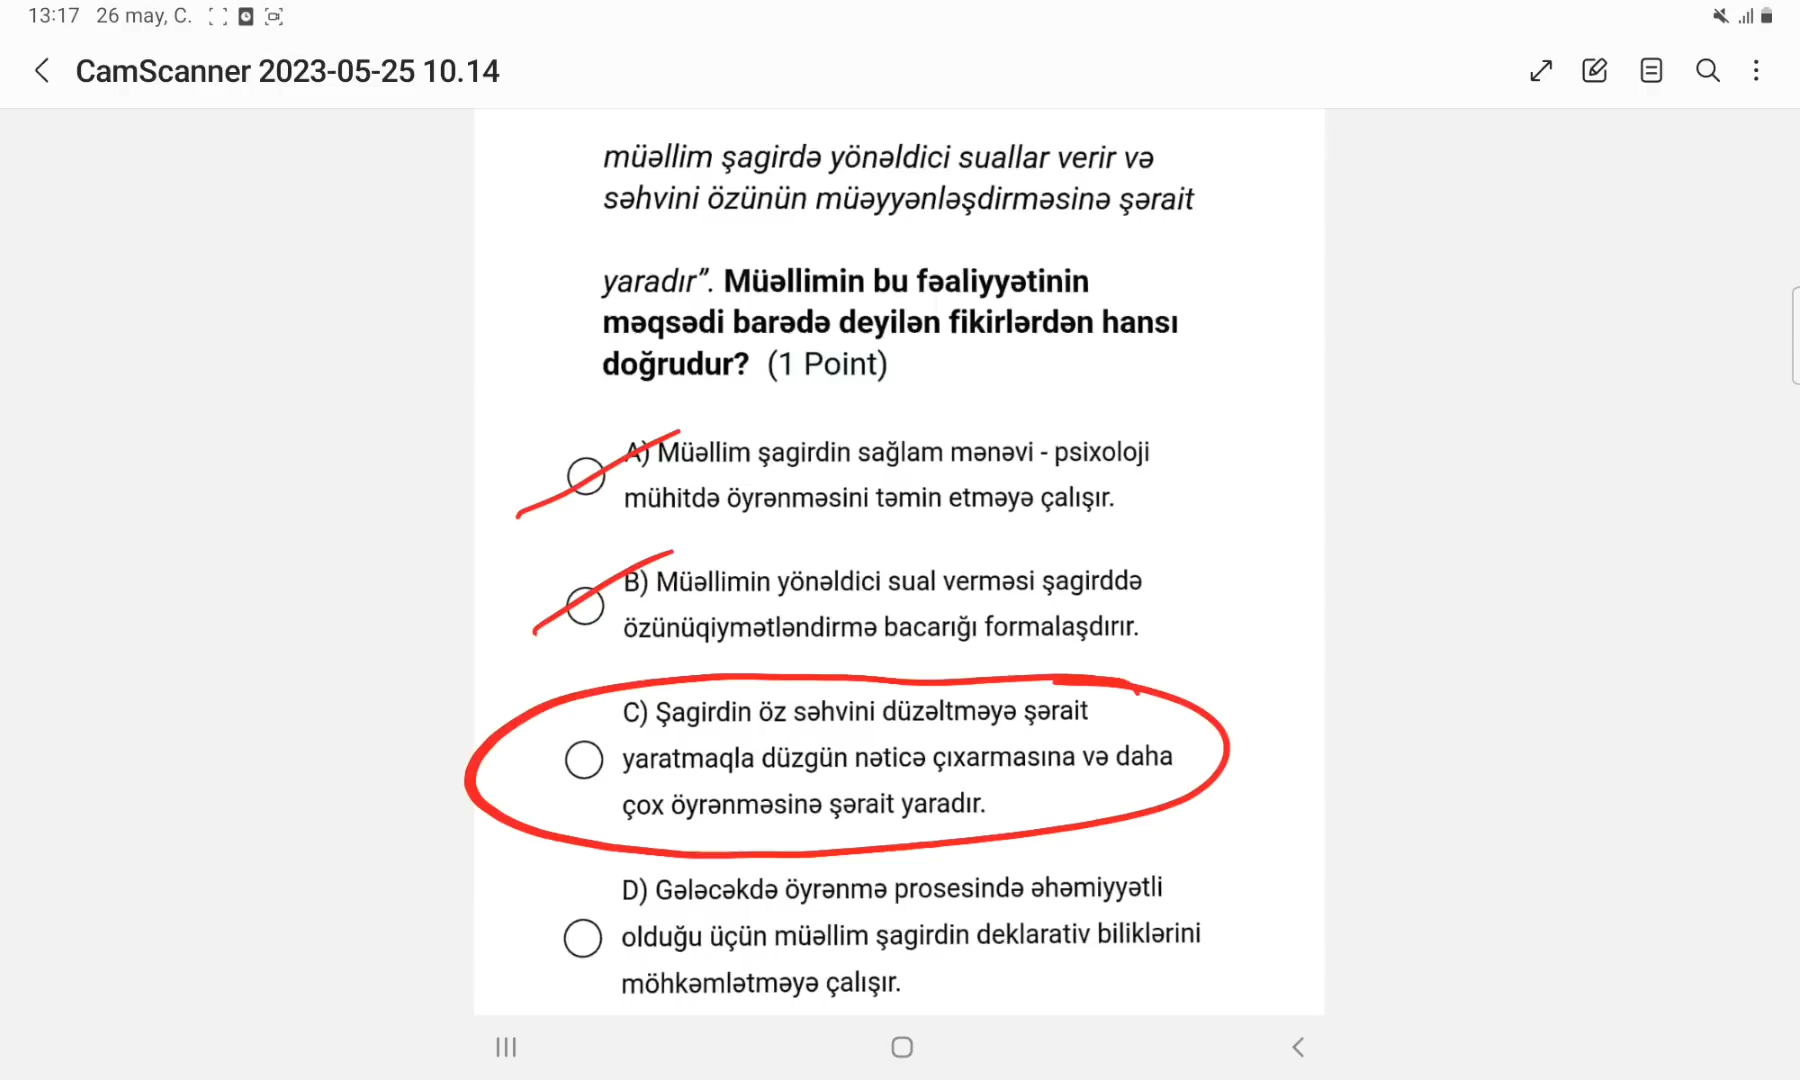 13:17 26 may, C.
CamScanner 2023-05-25 10.14
müəllim şagirdə yönəldici suallar verir və
səhvini özünün müəyyənləşdirməsinə şərait
yaradır”. Müəllimin bu fəaliyyətinin
məqsədi barədə deyilən fikirlərdən hansı
doğrudur? (1 Point)
A) Müəllim şagirdin sağlam mənəvi - psixoloji
mühitdə öyrənməsini təmin etməyə çalışır.
B) Müəllimin yönəldici sual verməsi şagirddə
özünüqiymətləndirmə bacarığı formalaşdırır.
C) Şagirdin öz səhvini düzəltməyə şərait
yaratmaqla düzgün nəticə çıxarmasına və daha
çox öyrənməsinə şərait yaradır.
D) Gələcəkdə öyrənmə prosesində əhəmiyyətli
olduğu üçün müəllim şagirdin deklarativ biliklərini
möhkəmlətməyə çalışır.